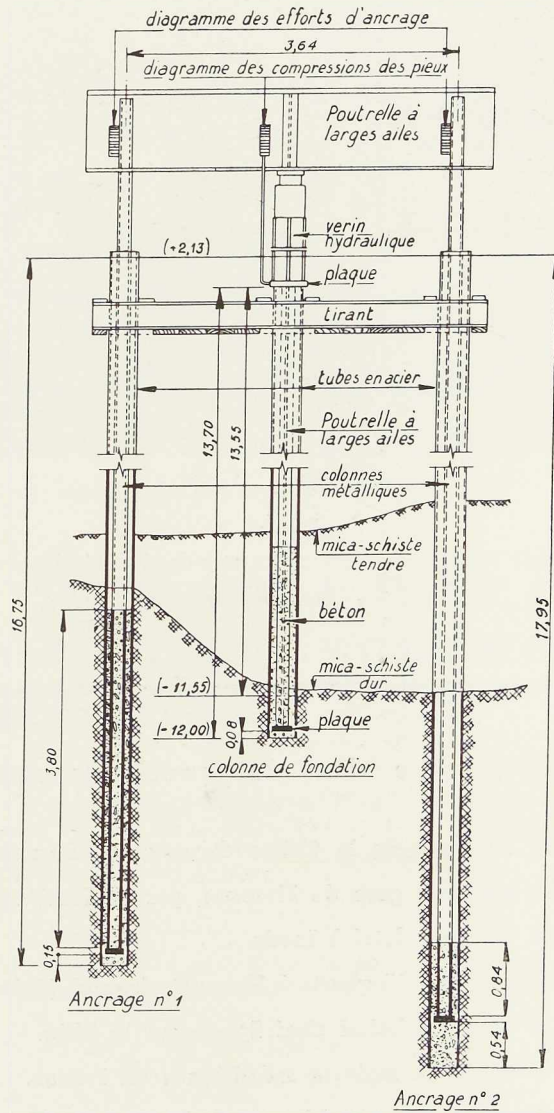 diagramme des efforts d'ancrage
3,64
diagramme des compressions des pieux
Poutrelle à
larges ailes
verin
hydraulique
(+2,13)
plaque
tirant
tubes en acier
13,70
13,55
Poutrelle à
larges ailes
colonnes
métalliques
mica-schiste
tendre
16,75
17,95
béton
3,80
mica-schiste
dur
(-11,55)
(-12,00)
0,08
plaque
colonne de fondation
0,15
0,84
0,54
Ancrage n° 1
Ancrage n° 2